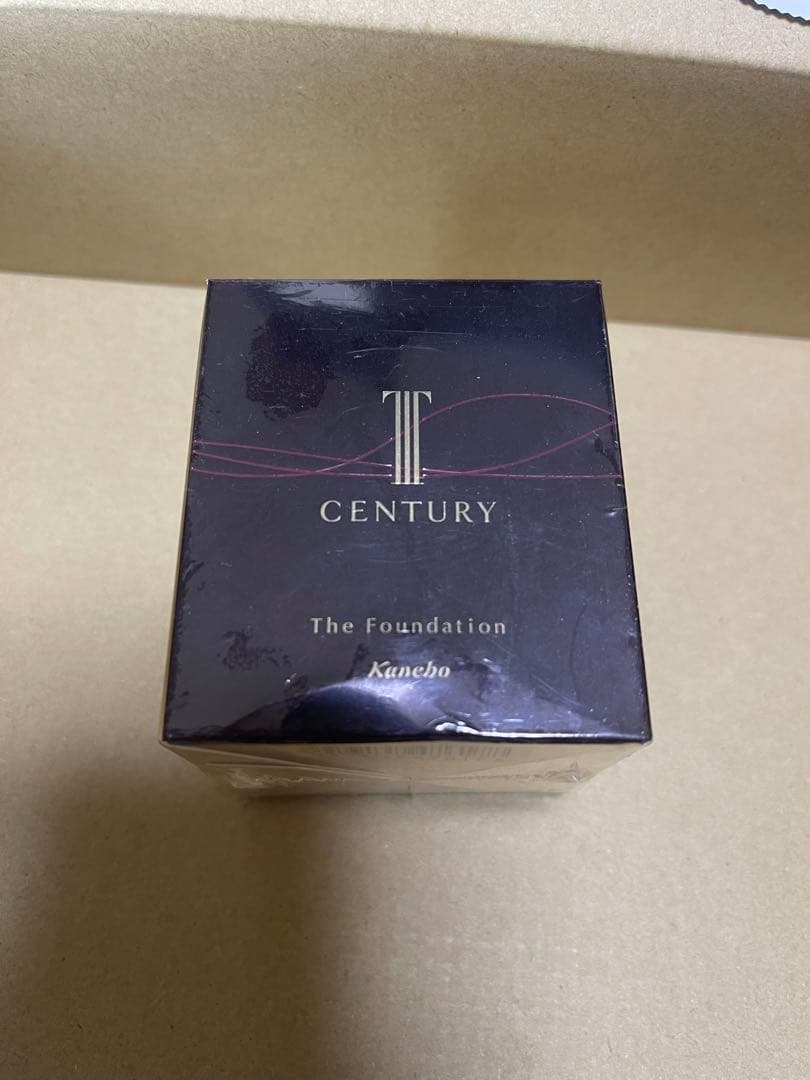 T
CENTURY
The Foundation
Kanebo